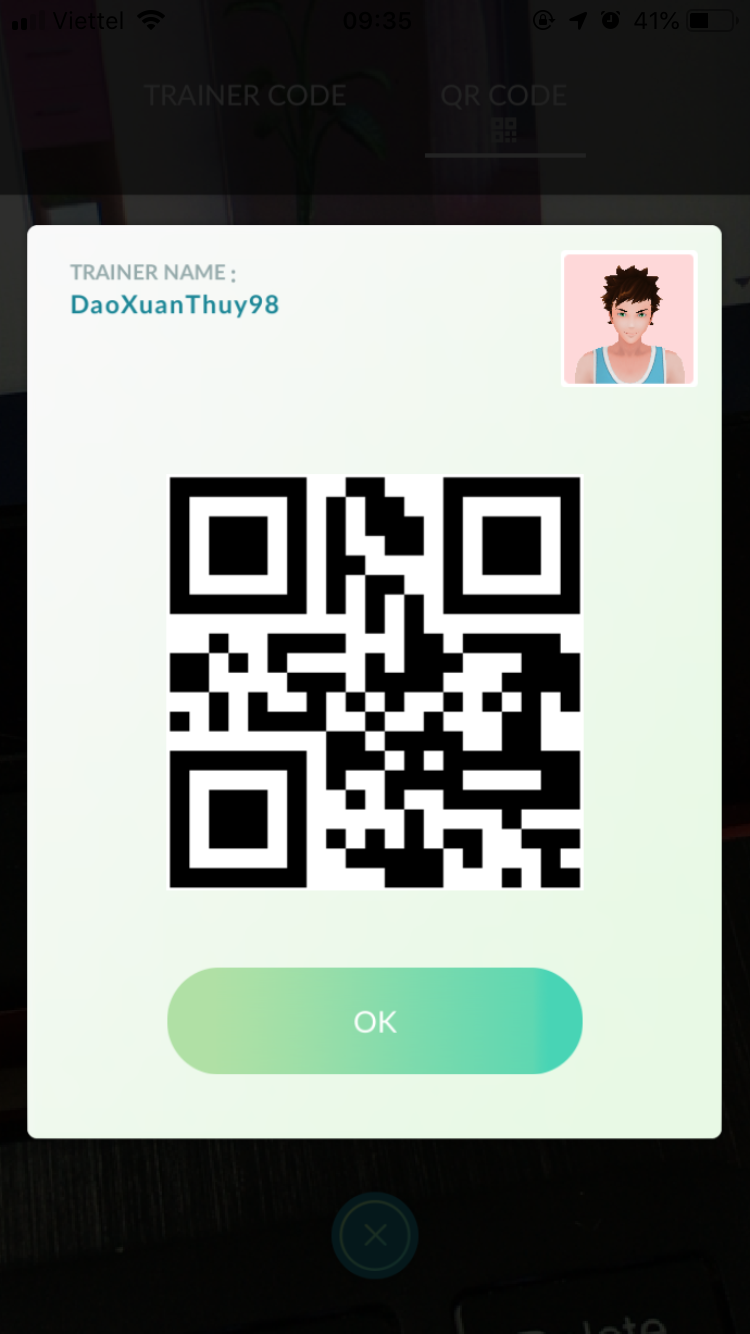 Viettel 09:35 41%
TRAINER CODE QR CODE
TRAINER NAME :
DaoXuanThuy98
OK